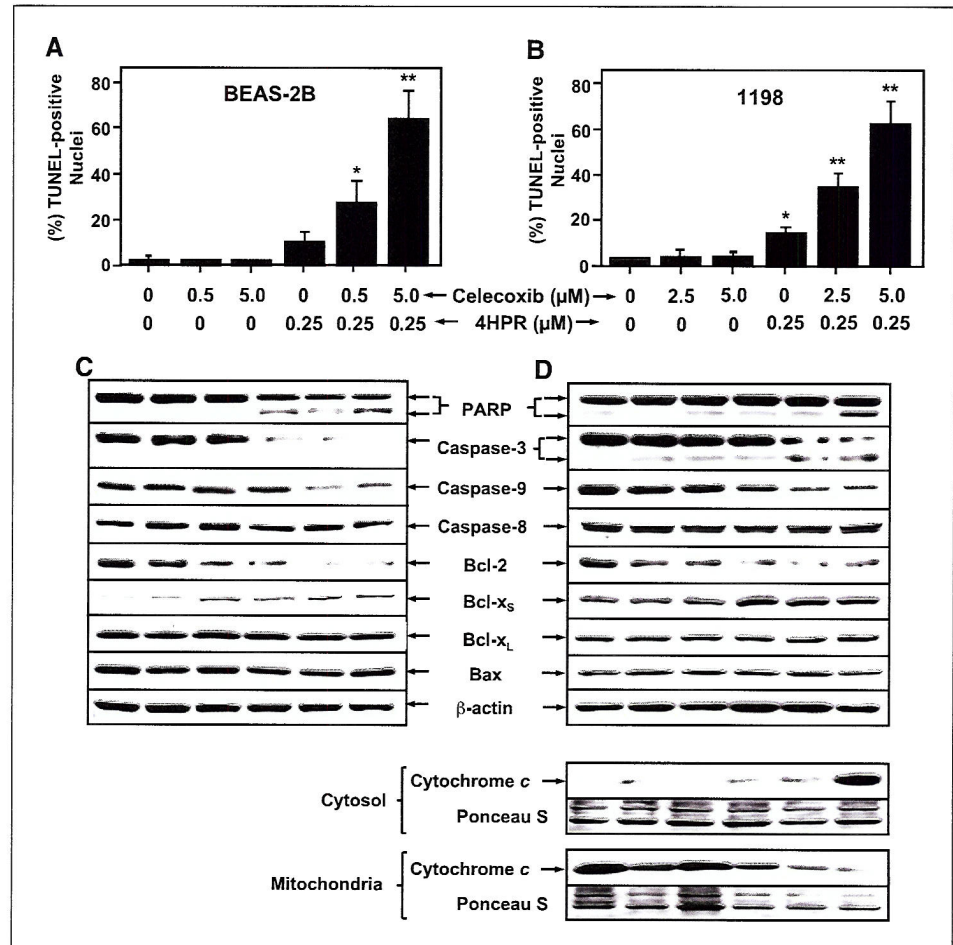 A
BEAS-2B
(%) TUNEL-positive
Nuclei
80
60
40
20
0
*
**
B
1198
(%) TUNEL-positive
Nuclei
80
60
40
20
0
*
**
**
0 0.5 5.0 0 0.5 5.0 ← Celecoxib (µM) → 0 2.5 5.0 0 2.5 5.0
0 0 0 0.25 0.25 0.25 ← 4HPR (µM) → 0 0 0 0.25 0.25 0.25
C
D
PARP
Caspase-3
Caspase-9
Caspase-8
Bcl-2
Bcl-xS
Bcl-xL
Bax
β-actin
Cytosol
Cytochrome c
Ponceau S
Mitochondria
Cytochrome c
Ponceau S